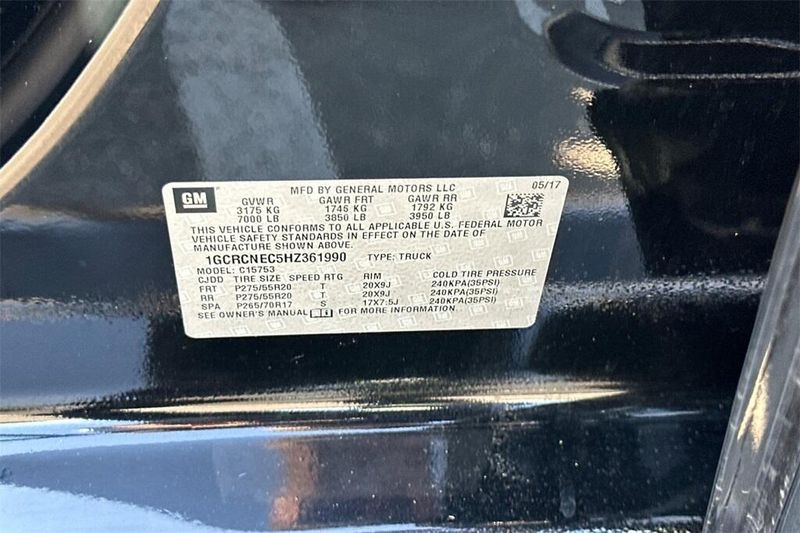 GM
MFD BY GENERAL MOTORS LLC 05/17
GVWR GAWR FRT GAWR RR
3175 KG 1746 KG 1792 KG
7000 LB 3850 LB 3950 LB
THIS VEHICLE CONFORMS TO ALL APPLICABLE U.S. FEDERAL MOTOR
VEHICLE SAFETY STANDARDS IN EFFECT ON THE DATE OF
MANUFACTURE SHOWN ABOVE.
1GCRCNEC5HZ361990 TYPE: TRUCK
MODEL: C15753
CJDD TIRE SIZE SPEED RTG RIM COLD TIRE PRESSURE
FRT P275/55R20 T 20X9J 240KPA(35PSI)
RR P275/55R20 T 20X9J 240KPA(35PSI)
SPA P265/70R17 S 17X7.5J 240KPA(35PSI)
SEE OWNER'S MANUAL FOR MORE INFORMATION.